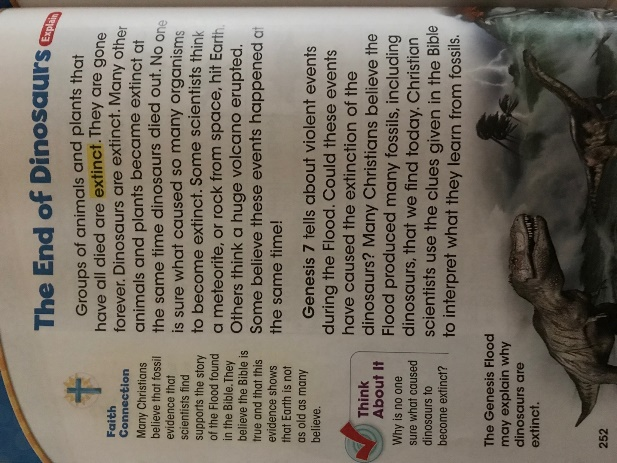 The End of Dinosaurs
Explain
Groups of animals and plants that
have all died are extinct. They are gone
forever. Dinosaurs are extinct. Many other
animals and plants became extinct at
the same time dinosaurs died out. No one
is sure what caused so many organisms
to become extinct. Some scientists think
a meteorite, or rock from space, hit Earth.
Others think a huge volcano erupted.
Some believe these events happened at
the same time!
Genesis 7 tells about violent events
during the Flood. Could these events
have caused the extinction of the
dinosaurs? Many Christians believe the
Flood produced many fossils, including
dinosaurs, that we find today. Christian
scientists use the clues given in the Bible
to interpret what they learn from fossils.
Faith
Connection
Many Christians
believe that fossil
evidence that
scientists find
supports the story
of the Flood found
in the Bible. They
believe the Bible is
true and that this
evidence shows
that Earth is not
as old as many
believe.
Think
About It
Why is no one
sure what caused
dinosaurs to
become extinct?
The Genesis Flood
may explain why
dinosaurs are
extinct.
252